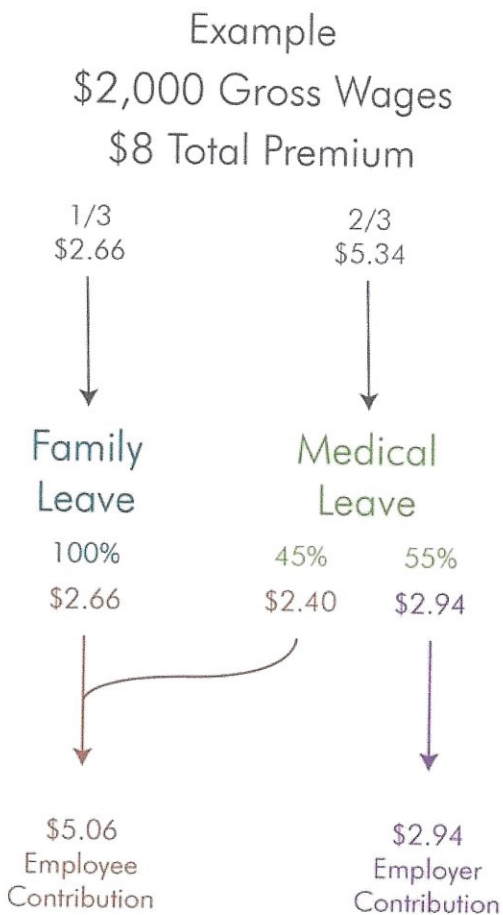 Example
$2,000 Gross Wages
$8 Total Premium
1/3
$2.66
2/3
$5.34
Family
Leave
Medical
Leave
100%
45%
55%
$2.66
$2.40
$2.94
$5.06
Employee
Contribution
$2.94
Employer
Contribution